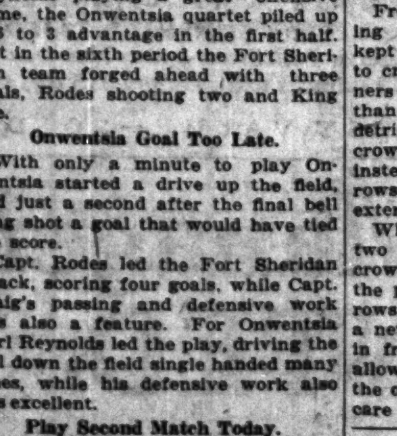 me, the Onwentsia quartet piled up
to 3 advantage in the first half.
t in the sixth period the Fort Sheri-
n team forged ahead with three
als, Rodes shooting two and King
e.
Onwentsia Goal Too Late.
With only a minute to play On-
ntsia started a drive up the field,
d just a second after the final bell
ng shot a goal that would have tied
score.
Capt. Rodes led the Fort Sheridan
ack, scoring four goals, while Capt.
aig's passing and defensive work
s also a feature. For Onwentsia
rl Reynolds led the play, driving the
l down the field single handed many
es, while his defensive work also
s excellent.
Play Second Match Today.
Fr
ing
kept
to c
ners
than
detri
crow
inste
rows
exter
W
two
crow
the
rows
a ne
in fr
allow
the
care